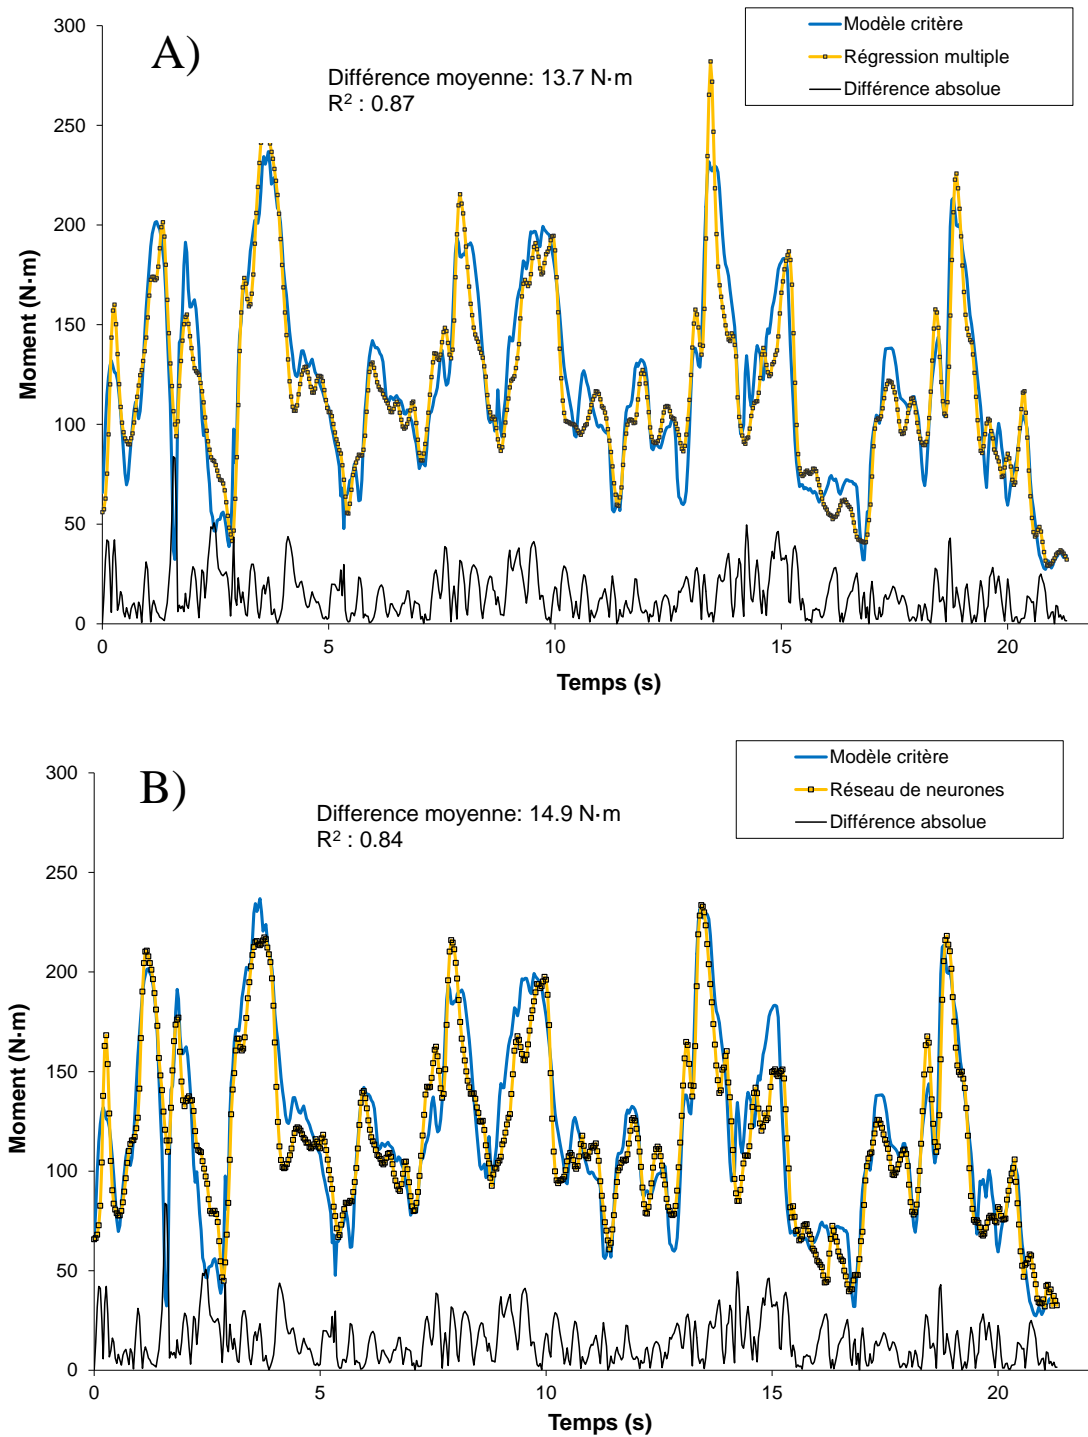 A)
Modèle critère
Régression multiple
Différence absolue
Différence moyenne: 13.7 N·m
R² : 0.87
300
250
200
150
100
50
0
Moment (N·m)
0 5 10 15 20
Temps (s)
B)
Modèle critère
Réseau de neurones
Différence absolue
Difference moyenne: 14.9 N·m
R² : 0.84
300
250
200
150
100
50
0
Moment (N·m)
0 5 10 15 20
Temps (s)